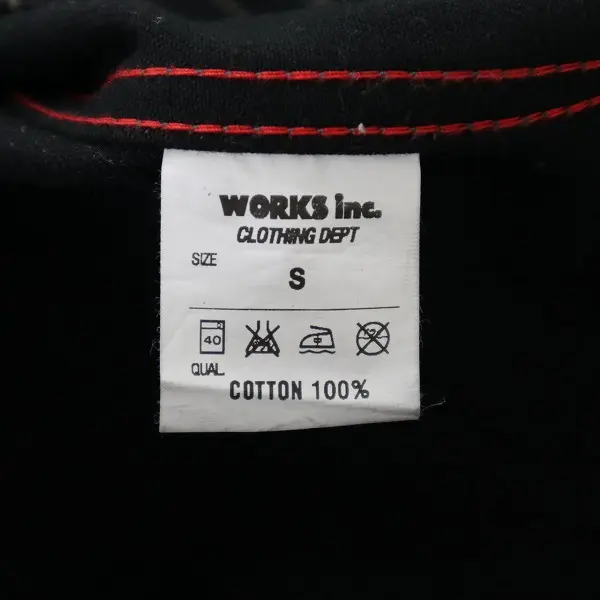 WORKS inc.
CLOTHING DEPT
SIZE
S
40
QUAL.
COTTON 100%